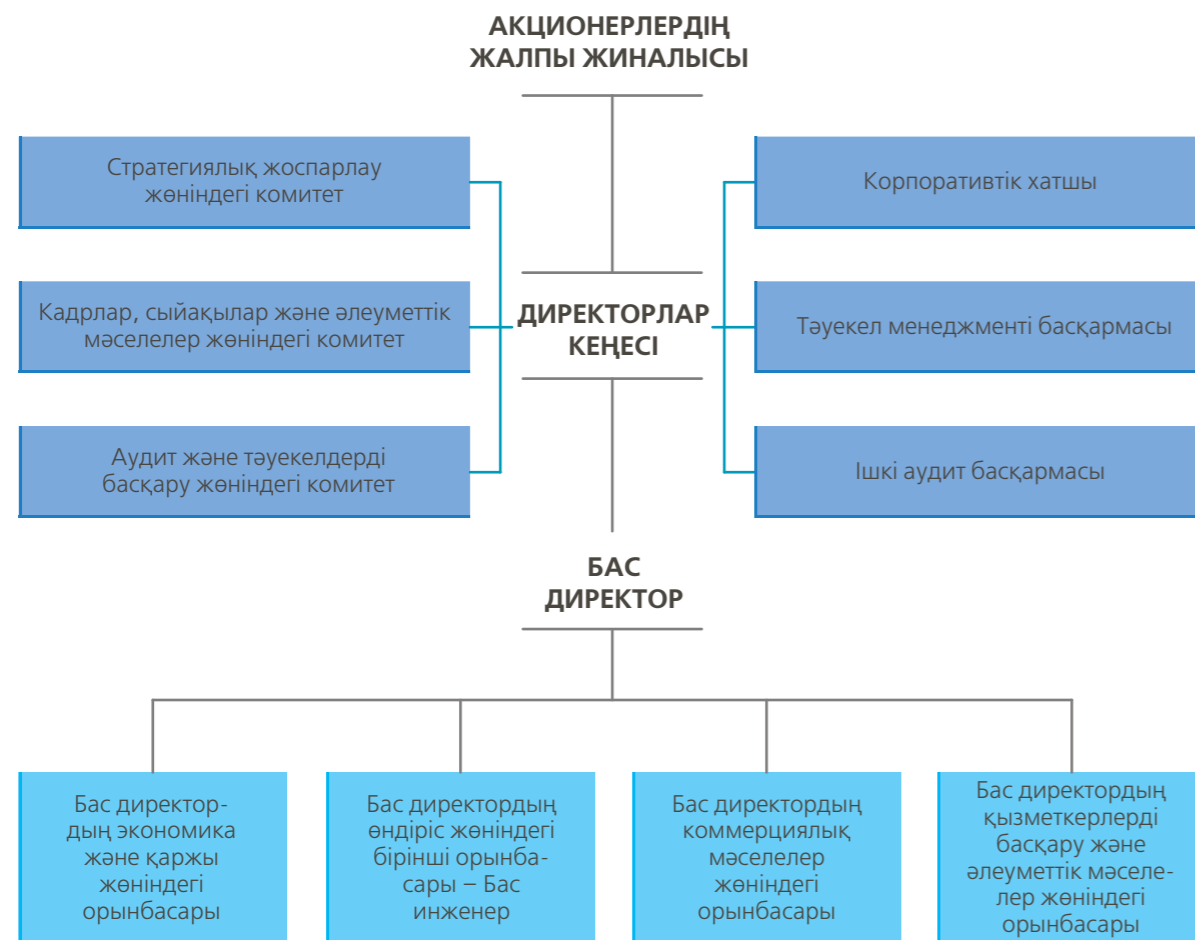 АКЦИОНЕРЛЕРДІҢ
ЖАЛПЫ ЖИНАЛЫСЫ
Стратегиялық жоспарлау
жөніндегі комитет
Корпоративтік хатшы
Кадрлар, сыйақылар және әлеуметтік
мәселелер жөніндегі комитет
ДИРЕКТОРЛАР
КЕҢЕСІ
Тәуекел менеджменті басқармасы
Аудит және тәуекелдерді
басқару жөніндегі комитет
Ішкі аудит басқармасы
БАС
ДИРЕКТОР
Бас директор-
дың экономика
және қаржы
жөніндегі
орынбасары
Бас директордың
өндіріс жөніндегі
бірінші орынба-
сары – Бас
инженер
Бас директордың
коммерциялық
мәселелер
жөніндегі
орынбасары
Бас директордың
қызметкерлерді
басқару және
әлеуметтік мәселе-
лер жөніндегі
орынбасары